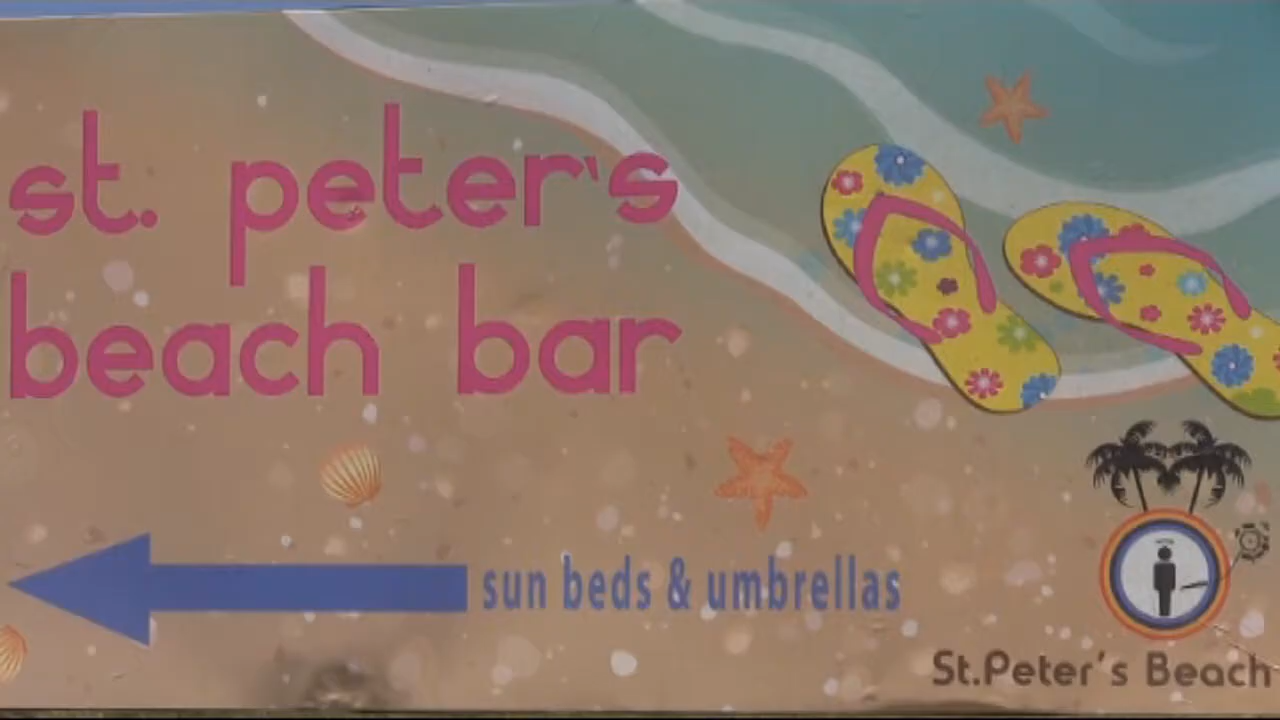 st. peter's
beach bar
sun beds & umbrellas
St.Peter's Beach